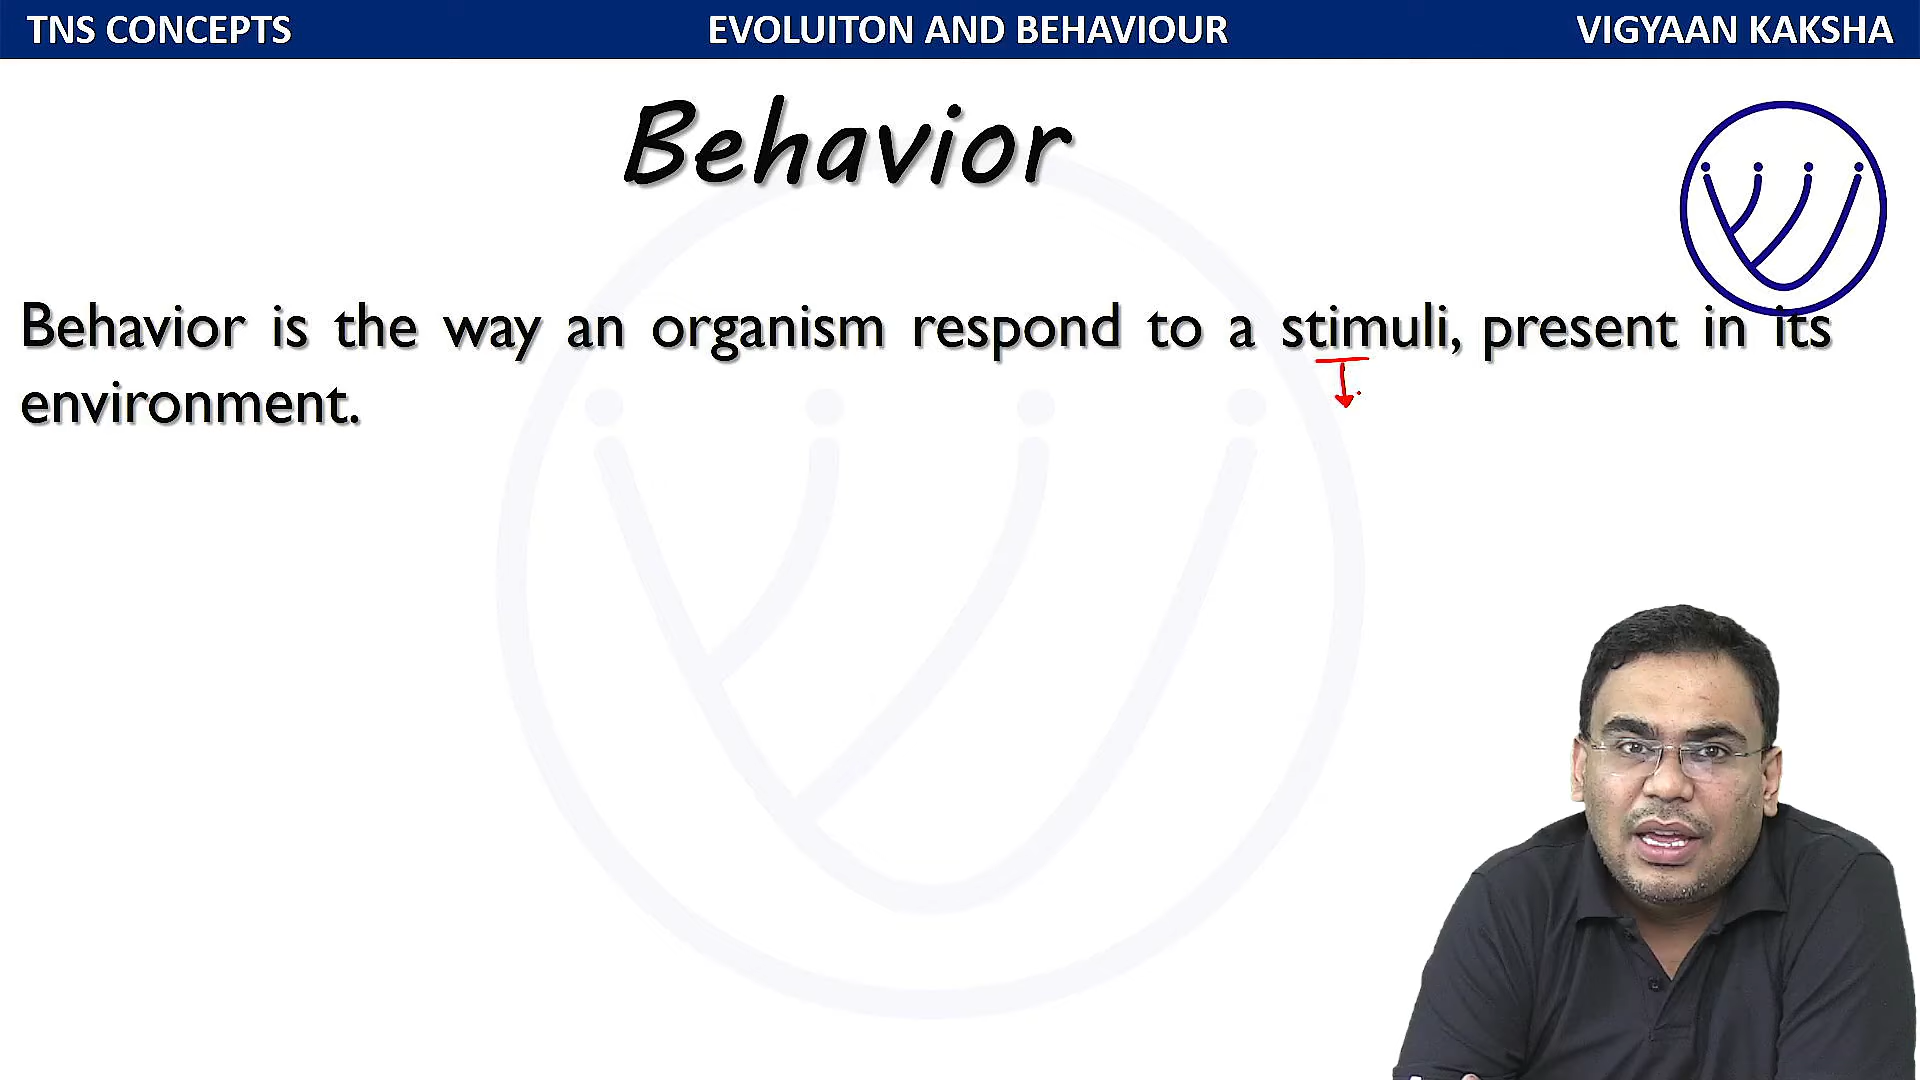 TNS CONCEPTS
EVOLUITON AND BEHAVIOUR
VIGYAAN KAKSHA
Behavior
Behavior is the way an organism respond to a stimuli, present in its
environment.